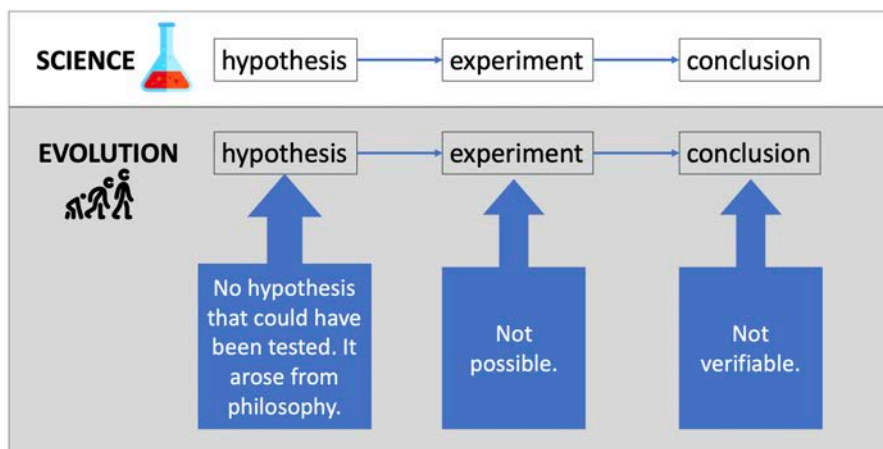 SCIENCE
hypothesis
experiment
conclusion
EVOLUTION
hypothesis
experiment
conclusion
No hypothesis
that could have
been tested. It
arose from
philosophy.
Not
possible.
Not
verifiable.